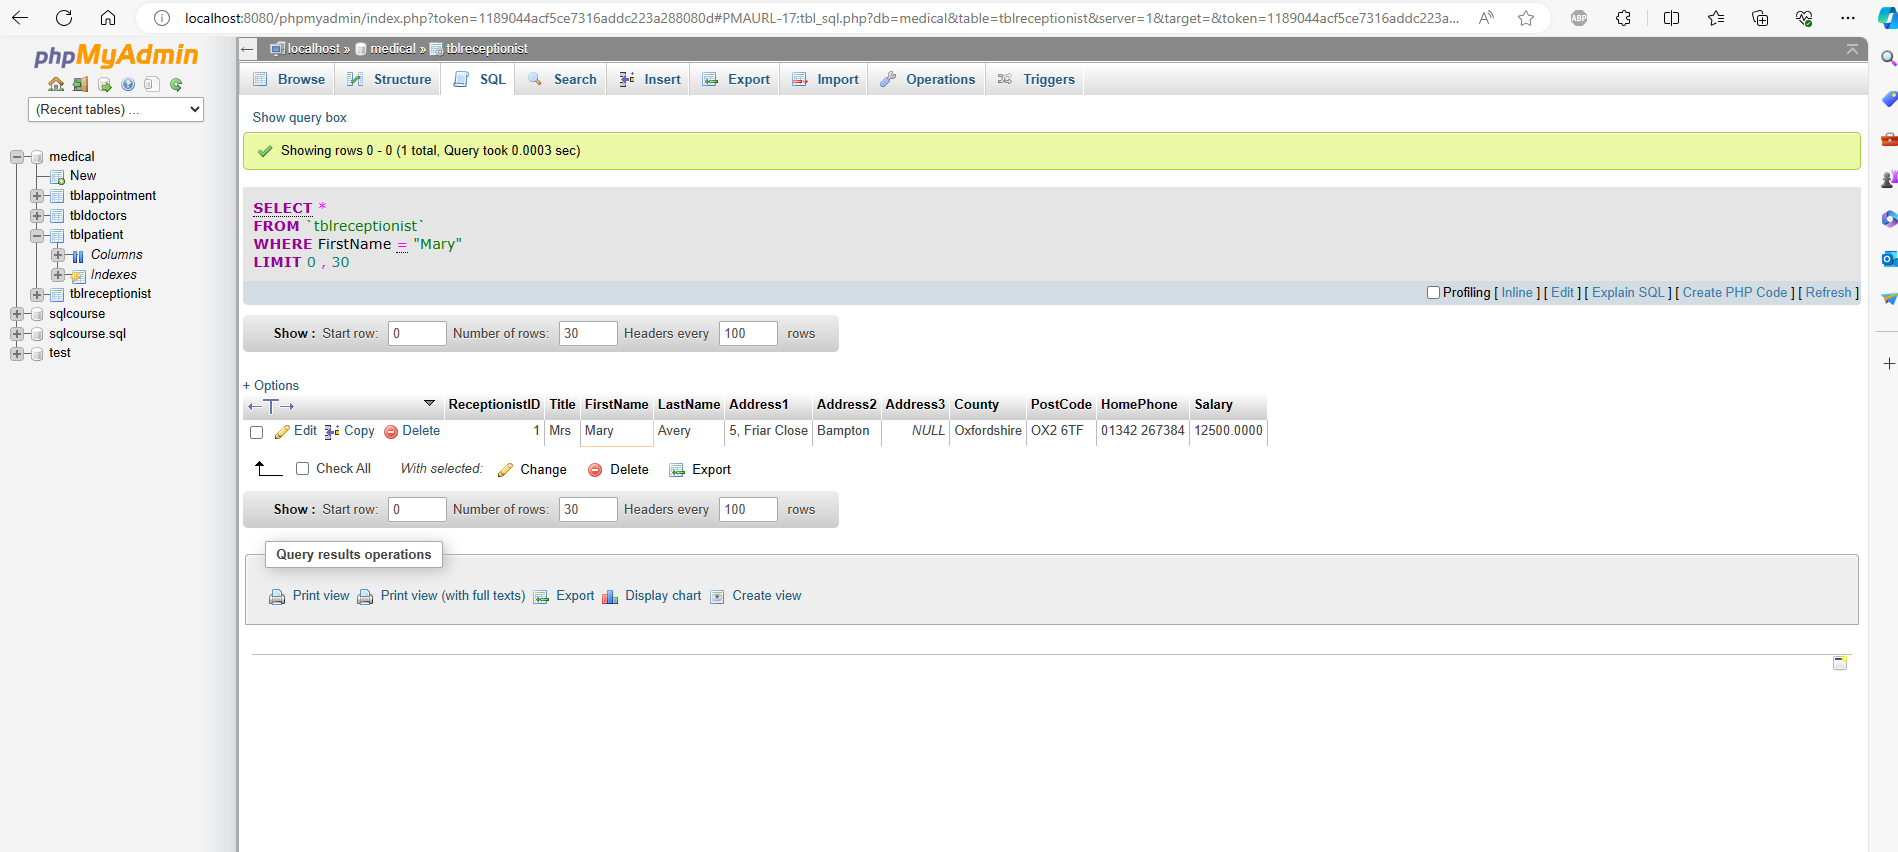 localhost:8080/phpmyadmin/index.php?token=1189044acf5ce7316addc223a288080d#PMAURL-17:tbl_sql.php?db=medical&table=tblreceptionist&server=1&target=&token=1189044acf5ce7316addc223a...
phpMyAdmin
(Recent tables) ...
medical
New
tblappointment
tbldoctors
tblpatient
Columns
Indexes
tblreceptionist
sqlcourse
sqlcourse.sql
test
localhost » medical » tblreceptionist
Browse Structure SQL Search Insert Export Import Operations Triggers
Show query box
Showing rows 0 - 0 (1 total, Query took 0.0003 sec)
SELECT *
FROM `tblreceptionist`
WHERE FirstName = "Mary"
LIMIT 0 , 30
Profiling [ Inline ] [ Edit ] [ Explain SQL ] [ Create PHP Code ] [ Refresh ]
Show : Start row: 0 Number of rows: 30 Headers every 100 rows
+ Options
ReceptionistID Title FirstName LastName Address1 Address2 Address3 County PostCode HomePhone Salary
Edit Copy Delete 1 Mrs Mary Avery 5, Friar Close Bampton NULL Oxfordshire OX2 6TF 01342 267384 12500.0000
Check All With selected: Change Delete Export
Show : Start row: 0 Number of rows: 30 Headers every 100 rows
Query results operations
Print view Print view (with full texts) Export Display chart Create view